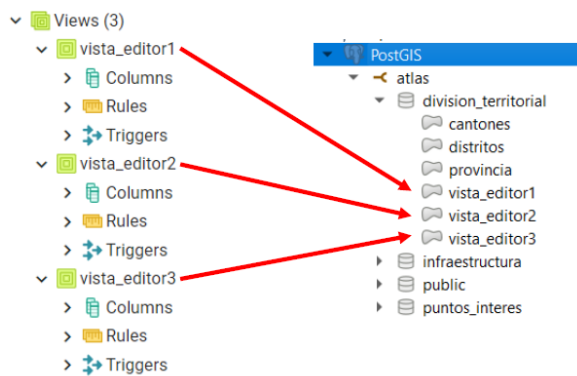 Views (3)
vista_editor1
Columns
Rules
Triggers
vista_editor2
Columns
Rules
Triggers
vista_editor3
Columns
Rules
Triggers
PostGIS
atlas
division_territorial
cantones
distritos
provincia
vista_editor1
vista_editor2
vista_editor3
infraestructura
public
puntos_interes